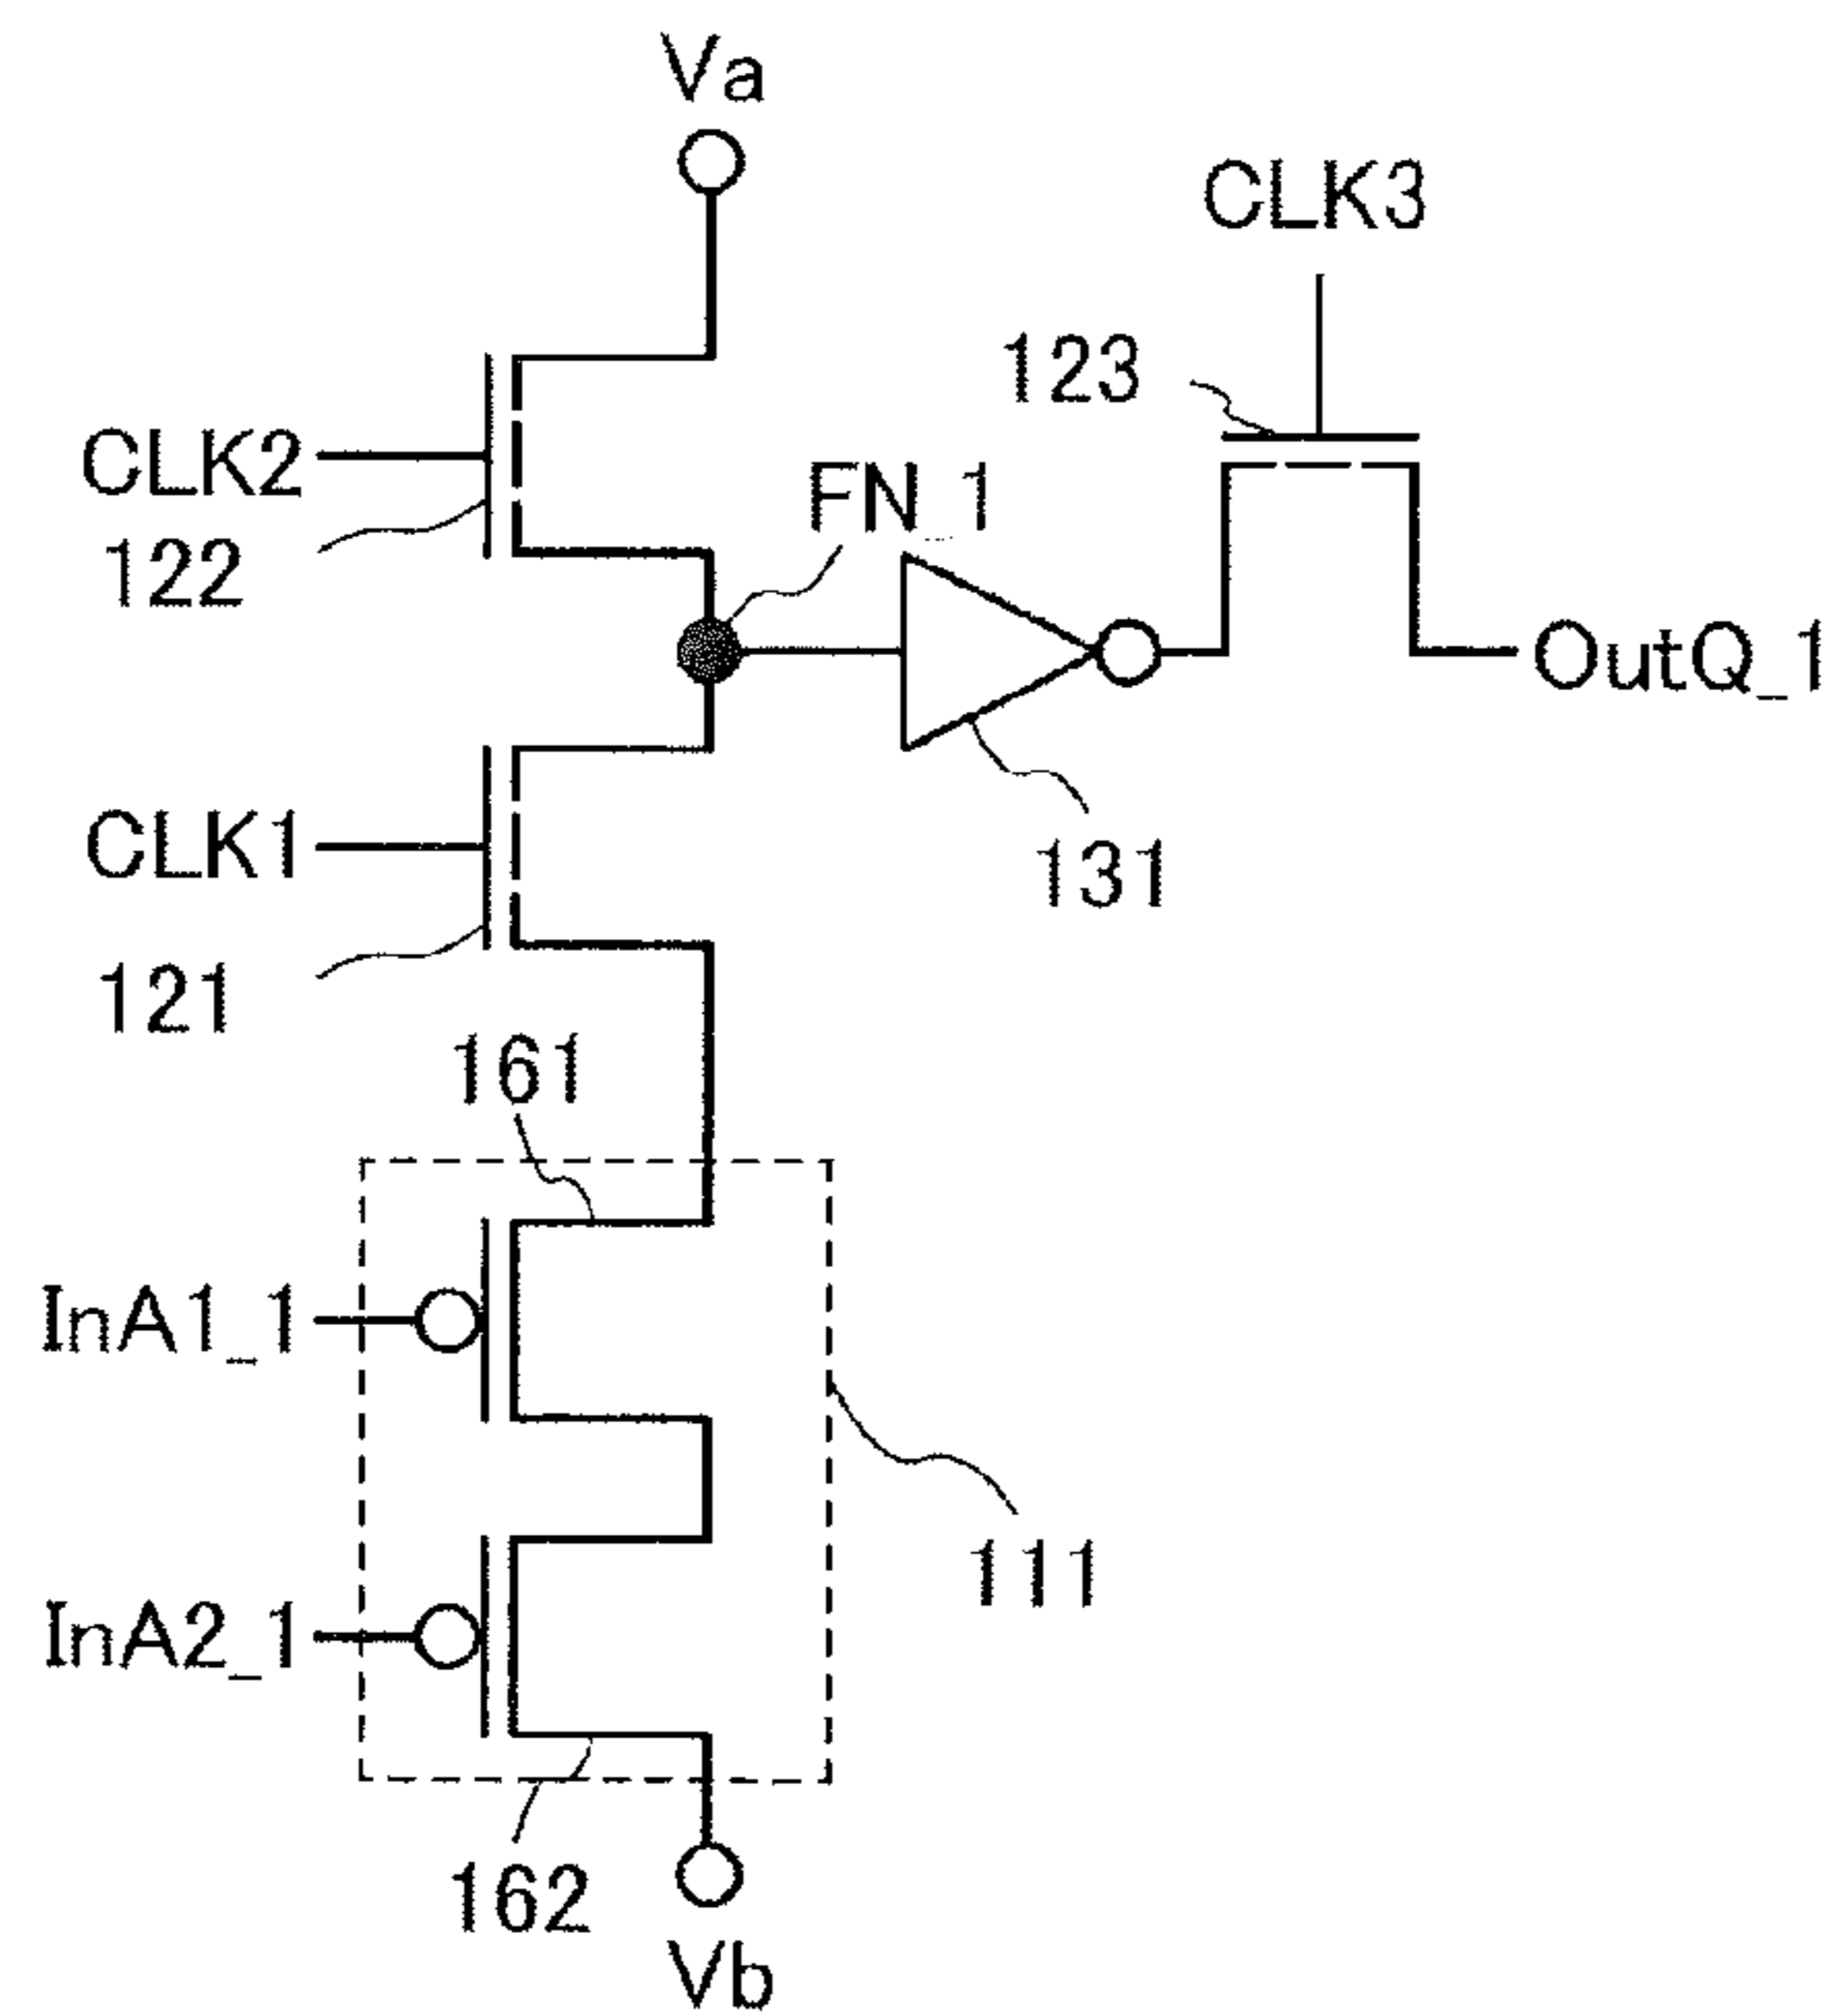 Va
CLK3
123
CLK2
FN_1
122
OutQ_1
CLK1
131
121
161
InA1_1
111
InA2_1
162
Vb